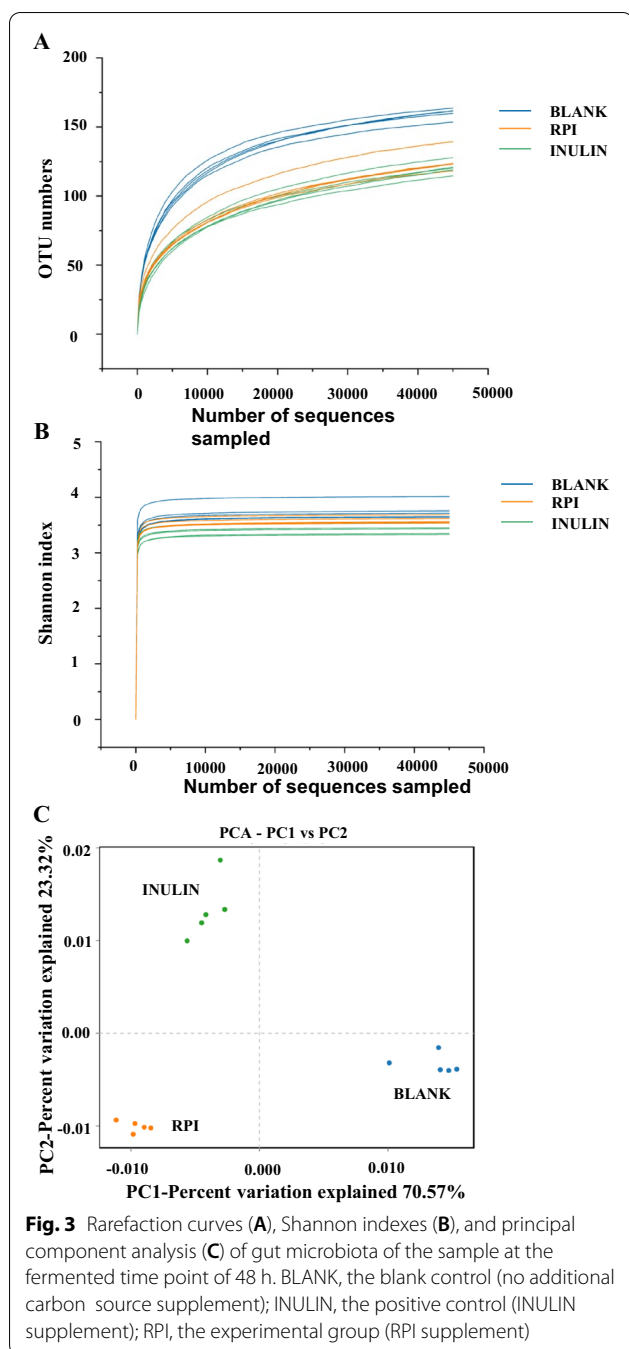 A
200
150
100
50
0
OTU numbers
BLANK
RPI
INULIN
0 10000 20000 30000 40000 50000
Number of sequences
sampled
B
5
4
3
2
1
0
Shannon index
BLANK
RPI
INULIN
0 10000 20000 30000 40000 50000
Number of sequences sampled
C
PCA - PC1 vs PC2
0.02
0.01
0.00
-0.01
PC2-Percent variation explained 23.32%
INULIN
BLANK
RPI
-0.010 0.000 0.010
PC1-Percent variation explained 70.57%
Fig. 3 Rarefaction curves (A), Shannon indexes (B), and principal
component analysis (C) of gut microbiota of the sample at the
fermented time point of 48 h. BLANK, the blank control (no additional
carbon source supplement); INULIN, the positive control (INULIN
supplement); RPI, the experimental group (RPI supplement)